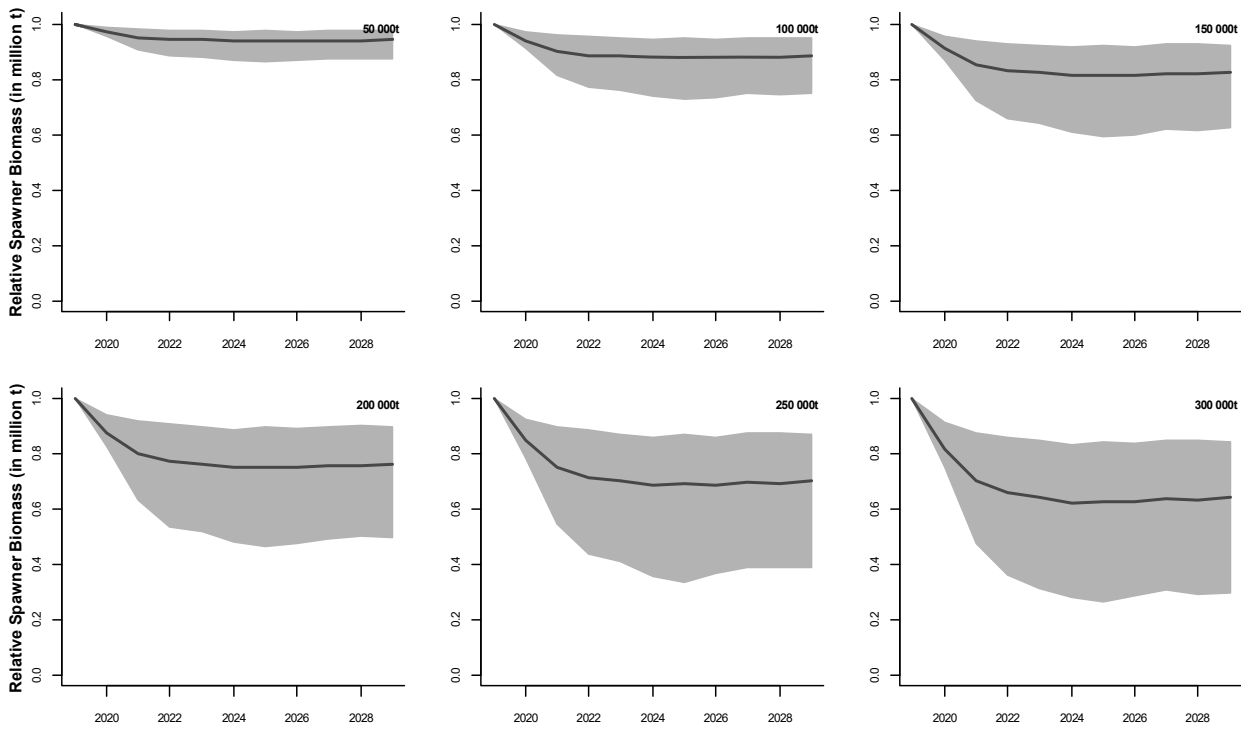 Relative Spawner Biomass (in million t)
0.0 0.2 0.4 0.6 0.8 1.0
50 000t
2020 2022 2024 2026 2028
0.0 0.2 0.4 0.6 0.8 1.0
100 000t
2020 2022 2024 2026 2028
0.0 0.2 0.4 0.6 0.8 1.0
150 000t
2020 2022 2024 2026 2028
Relative Spawner Biomass (in million t)
0.0 0.2 0.4 0.6 0.8 1.0
200 000t
2020 2022 2024 2026 2028
0.0 0.2 0.4 0.6 0.8 1.0
250 000t
2020 2022 2024 2026 2028
0.0 0.2 0.4 0.6 0.8 1.0
300 000t
2020 2022 2024 2026 2028